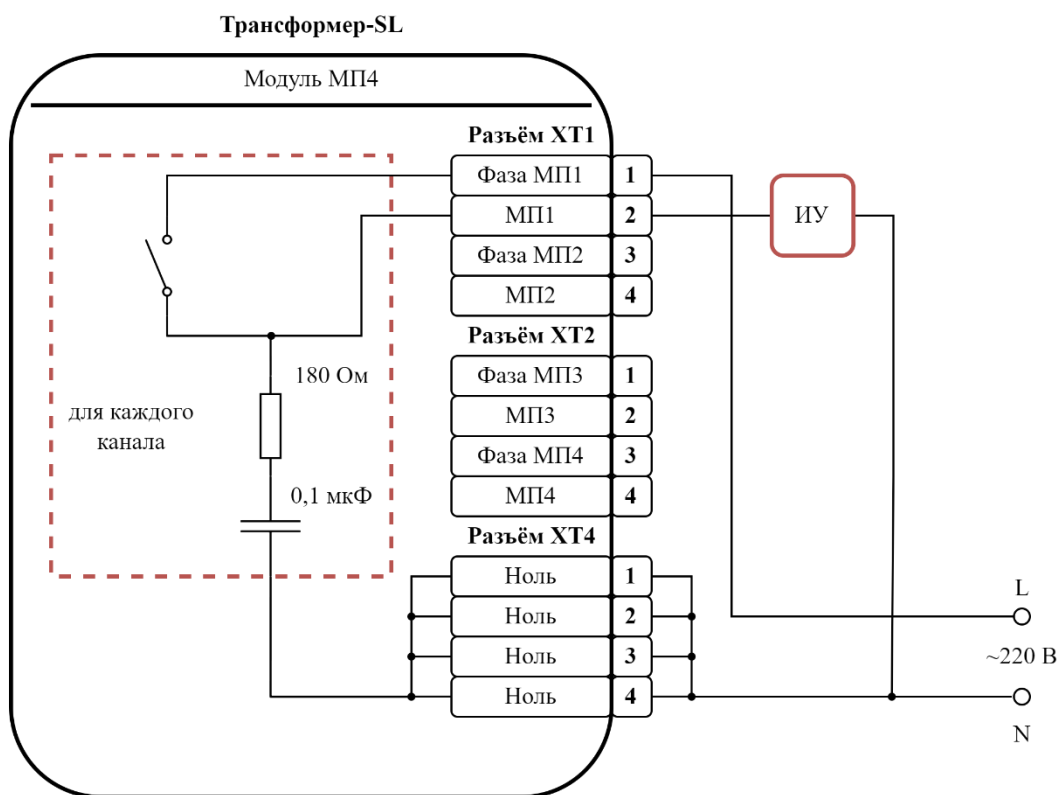 Трансформер-SL
Модуль МП4
Разъём XT1
Фаза МП1 1
МП1 2
Фаза МП2 3
МП2 4
ИУ
Разъём XT2
Фаза МП3 1
МП3 2
Фаза МП4 3
МП4 4
180 Ом
для каждого
канала
0,1 мкФ
Разъём XT4
Ноль 1
Ноль 2
Ноль 3
Ноль 4
L
~220 В
N